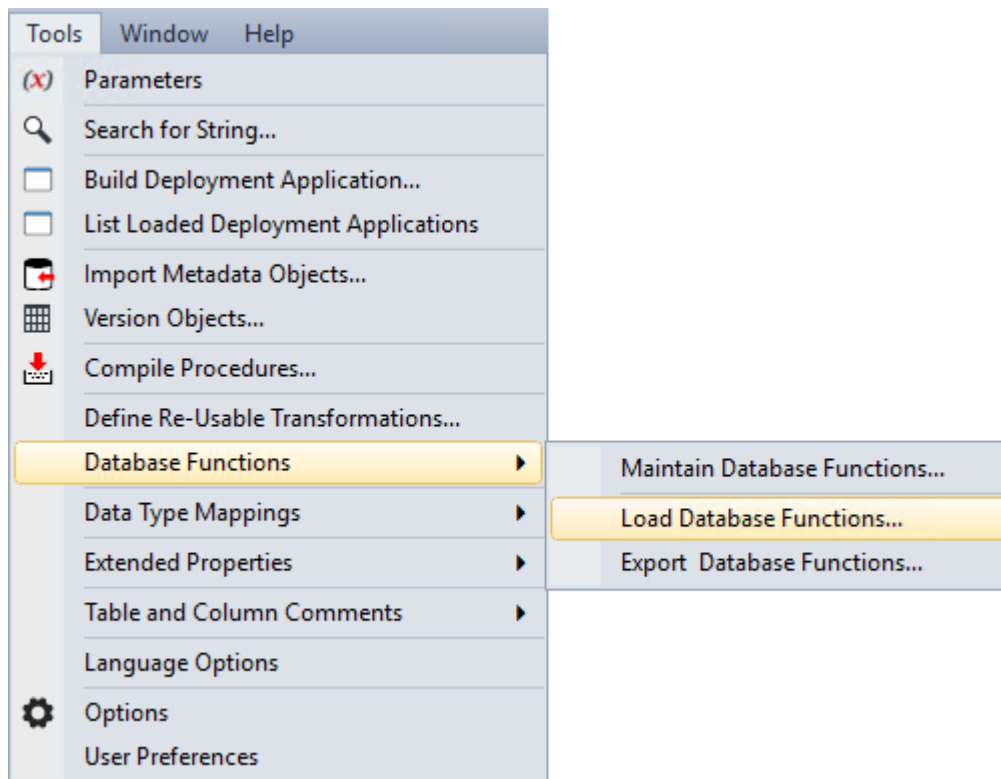 Tools Window Help
(x) Parameters
Search for String...
Build Deployment Application...
List Loaded Deployment Applications
Import Metadata Objects...
Version Objects...
Compile Procedures...
Define Re-Usable Transformations...
Database Functions
Maintain Database Functions...
Load Database Functions...
Export Database Functions...
Data Type Mappings
Extended Properties
Table and Column Comments
Language Options
Options
User Preferences